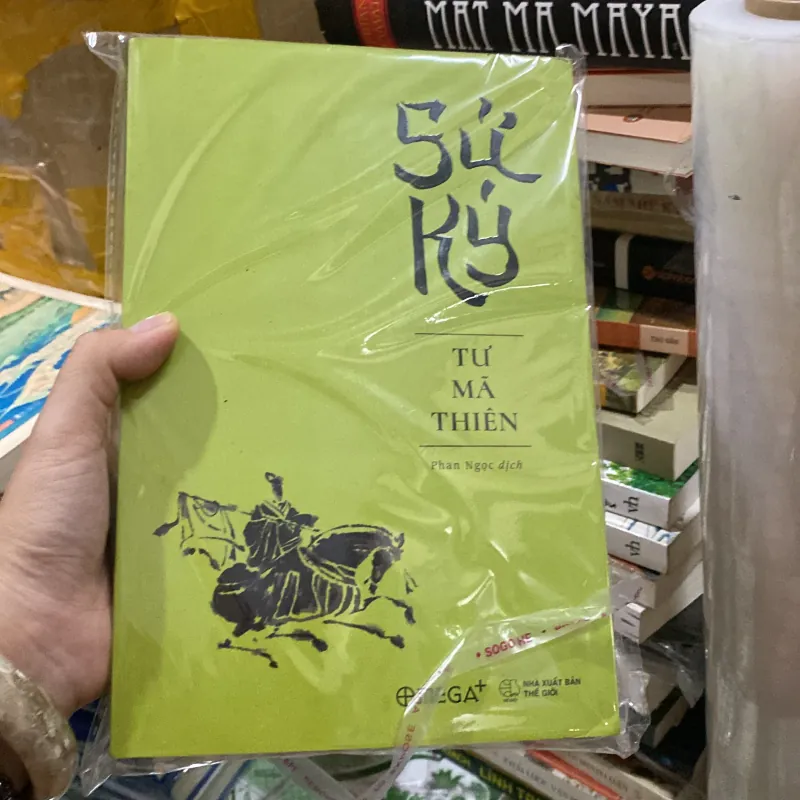 MẬT MÃ MAYA
SỬ
KÝ
TƯ
MÃ
THIÊN
Phan Ngọc dịch
OMEGA+
NHÀ XUẤT BẢN
THẾ GIỚI